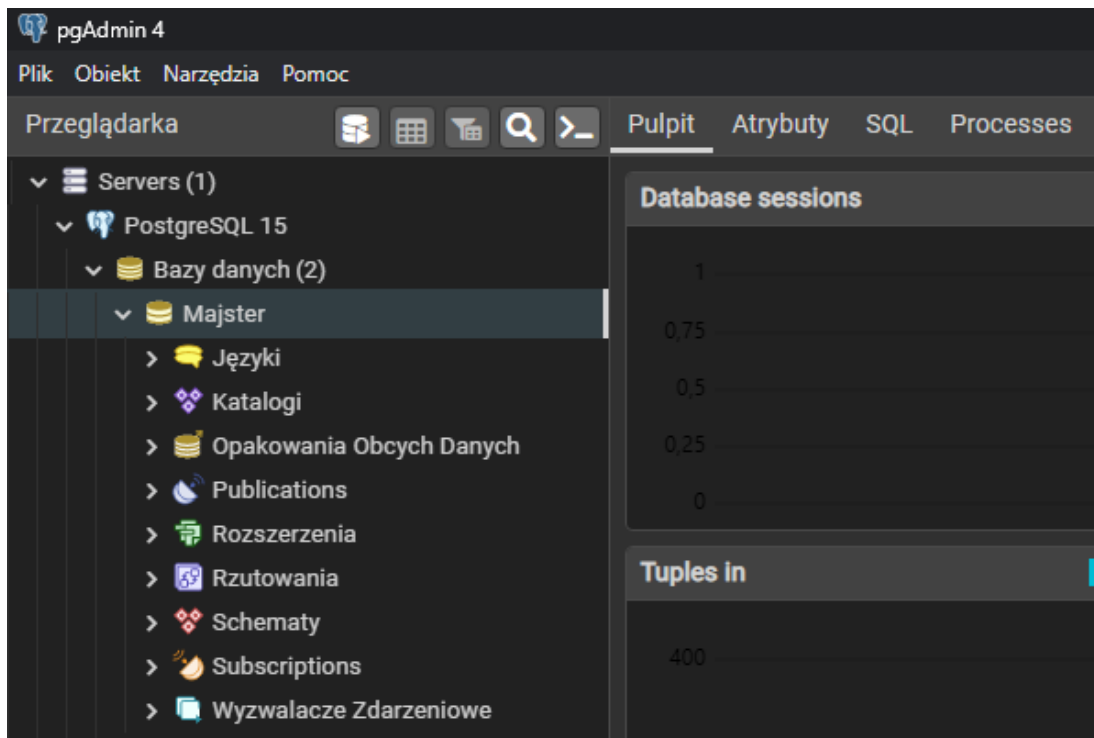 pgAdmin 4
Plik Obiekt Narzędzia Pomoc
Przeglądarka
Servers (1)
PostgreSQL 15
Bazy danych (2)
Majster
Języki
Katalogi
Opakowania Obcych Danych
Publications
Rozszerzenia
Rzutowania
Schematy
Subscriptions
Wyzwalacze Zdarzeniowe
Pulpit Atrybuty SQL Processes
Database sessions
1
0,75
0,5
0,25
0
Tuples in
400